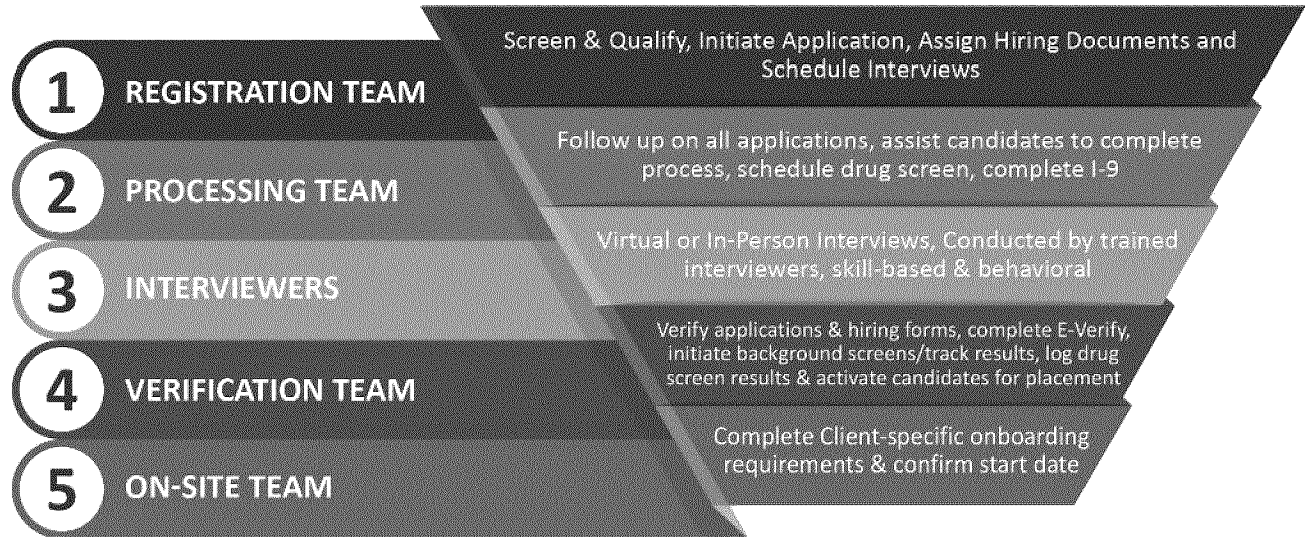 1 REGISTRATION TEAM
Screen & Qualify, Initiate Application, Assign Hiring Documents and
Schedule Interviews
2 PROCESSING TEAM
Follow up on all applications, assist candidates to complete
process, schedule drug screen, complete I-9
3 INTERVIEWERS
Virtual or In-Person Interviews, Conducted by trained
interviewers, skill-based & behavioral
4 VERIFICATION TEAM
Verify applications & hiring forms, complete E-Verify,
initiate background screens/track results, log drug
screen results & activate candidates for placement
5 ON-SITE TEAM
Complete Client-specific onboarding
requirements & confirm start date